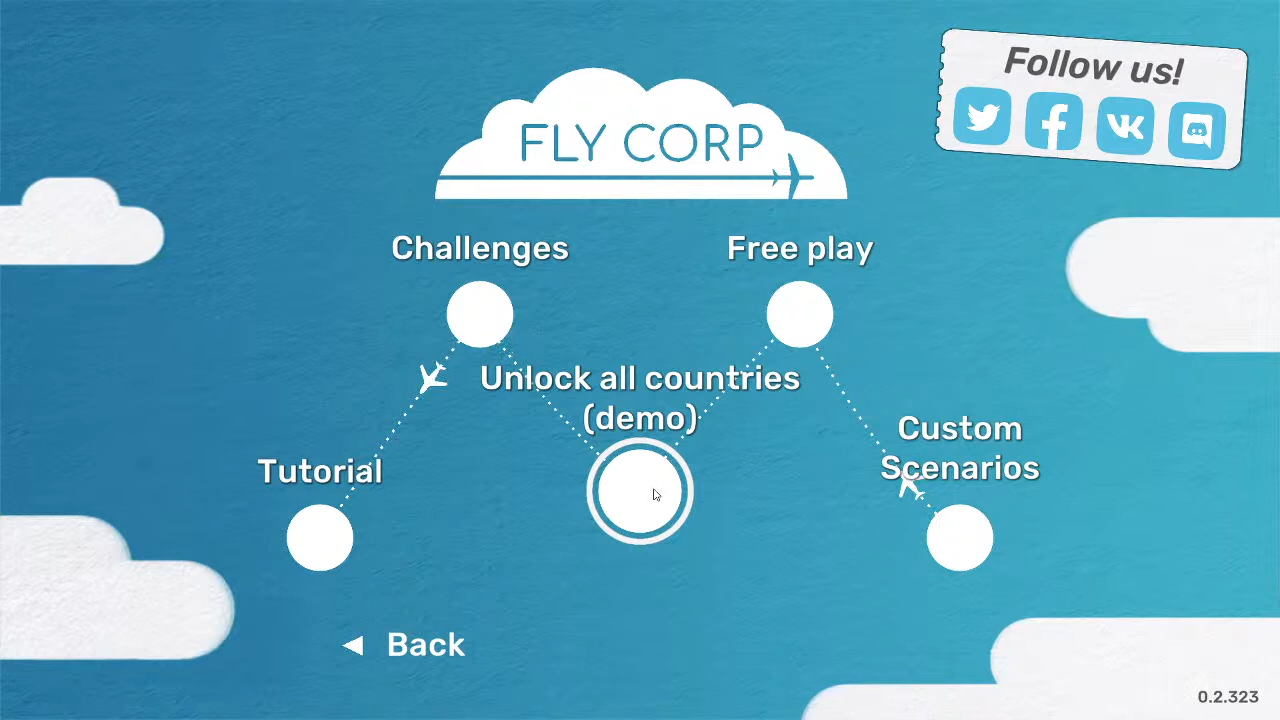 Follow us!
FLY CORP
Challenges
Free play
Unlock all countries
(demo)
Custom
Scenarios
Tutorial
Back
0.2.323